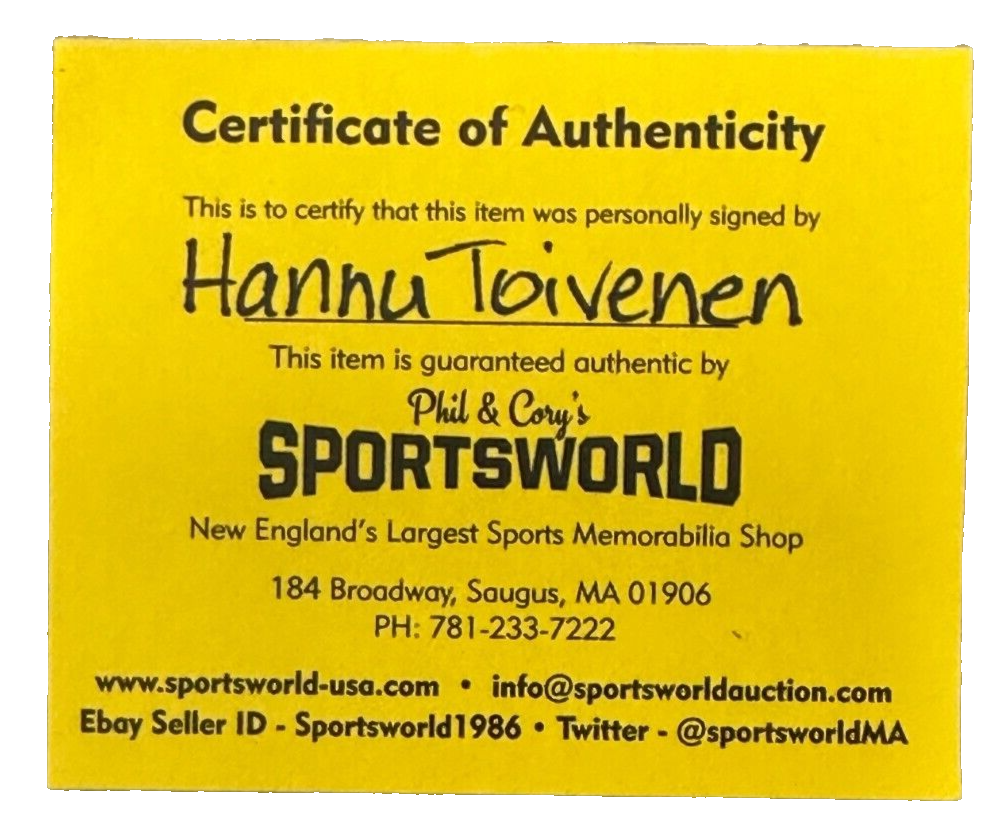 Certificate of Authenticity
This is to certify that this item was personally signed by
Hannu Toivenen
This item is guaranteed authentic by
Phil & Cory's
SPORTSWORLD
New England's Largest Sports Memorabilia Shop
184 Broadway, Saugus, MA 01906
PH: 781-233-7222
www.sportsworld-usa.com • info@sportsworldauction.com
Ebay Seller ID - Sportsworld1986 • Twitter - @sportsworldMA